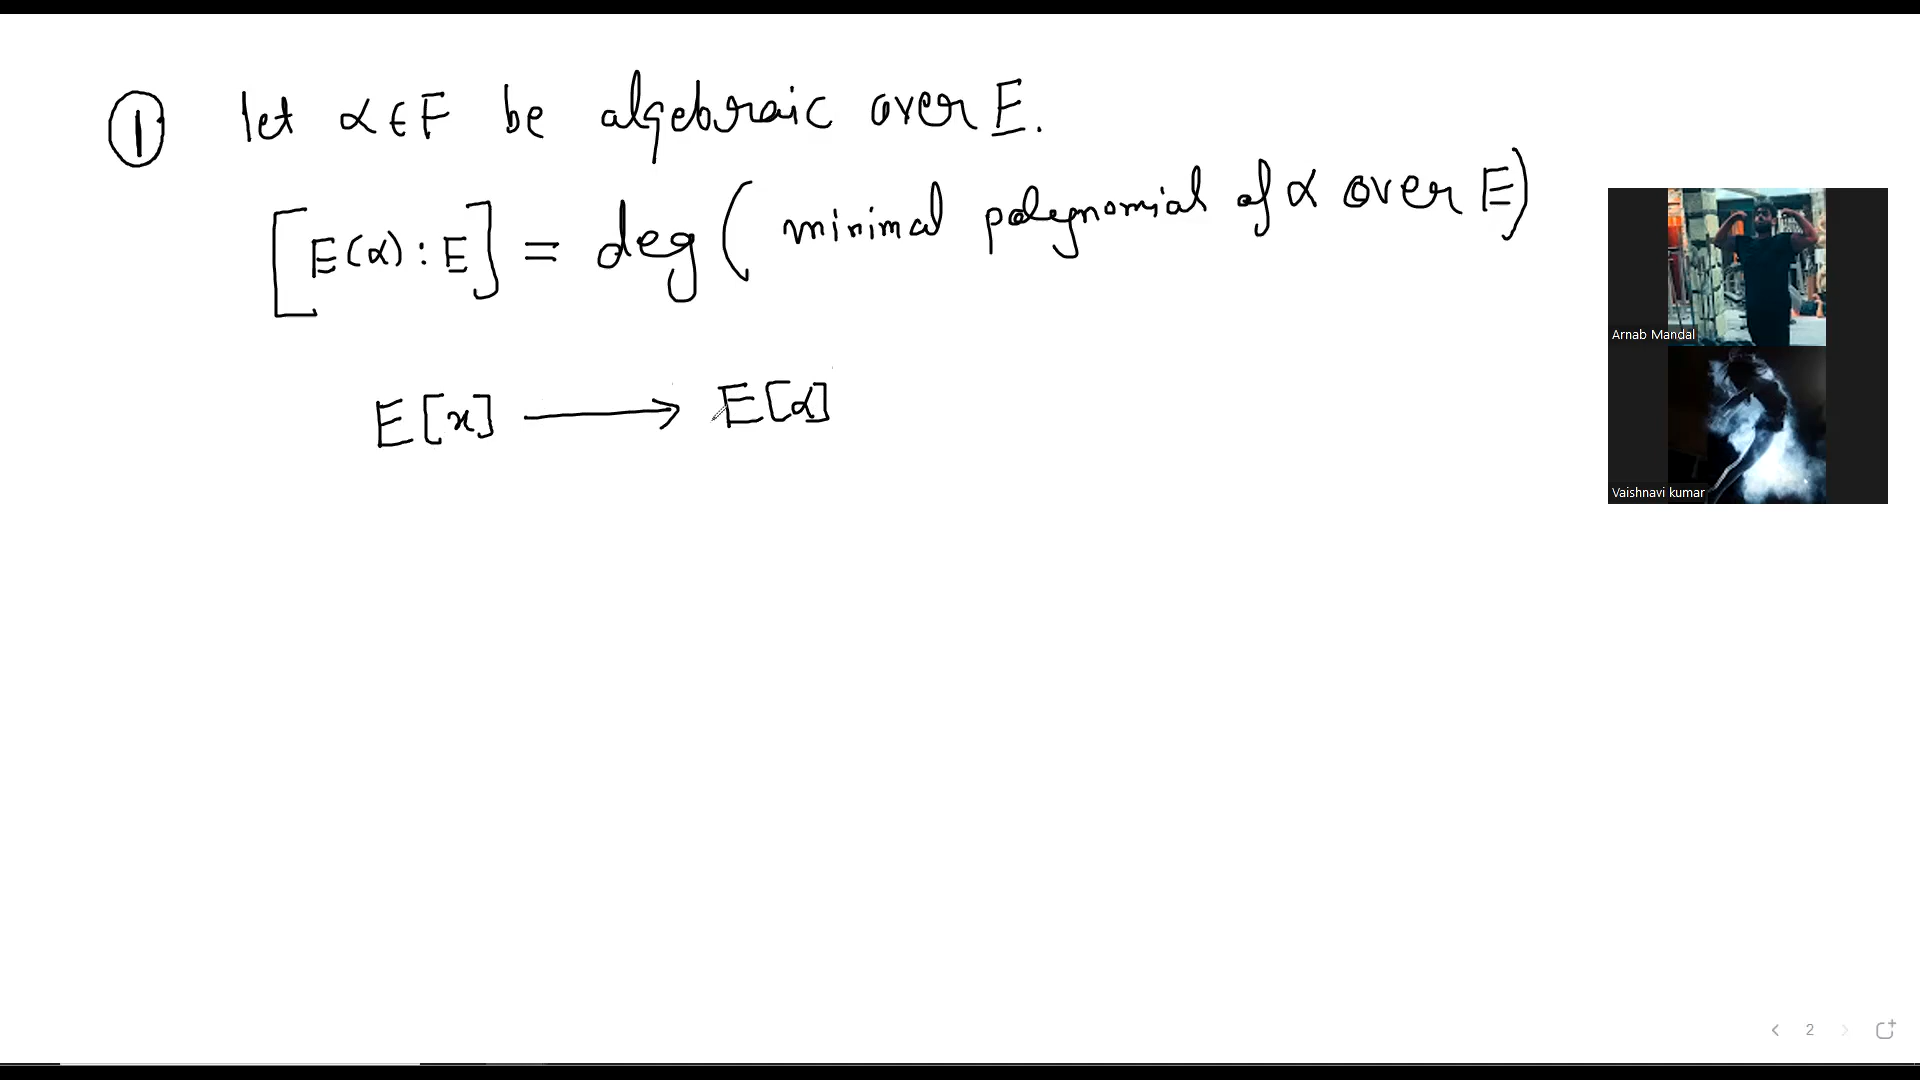 ① let α ∈ F be algebraic over E.
[E(α) : E] = deg ( minimal polynomial of α over E )
E[x] ⟶ E[α]
Arnab Mandal
Vaishnavi kumar
2